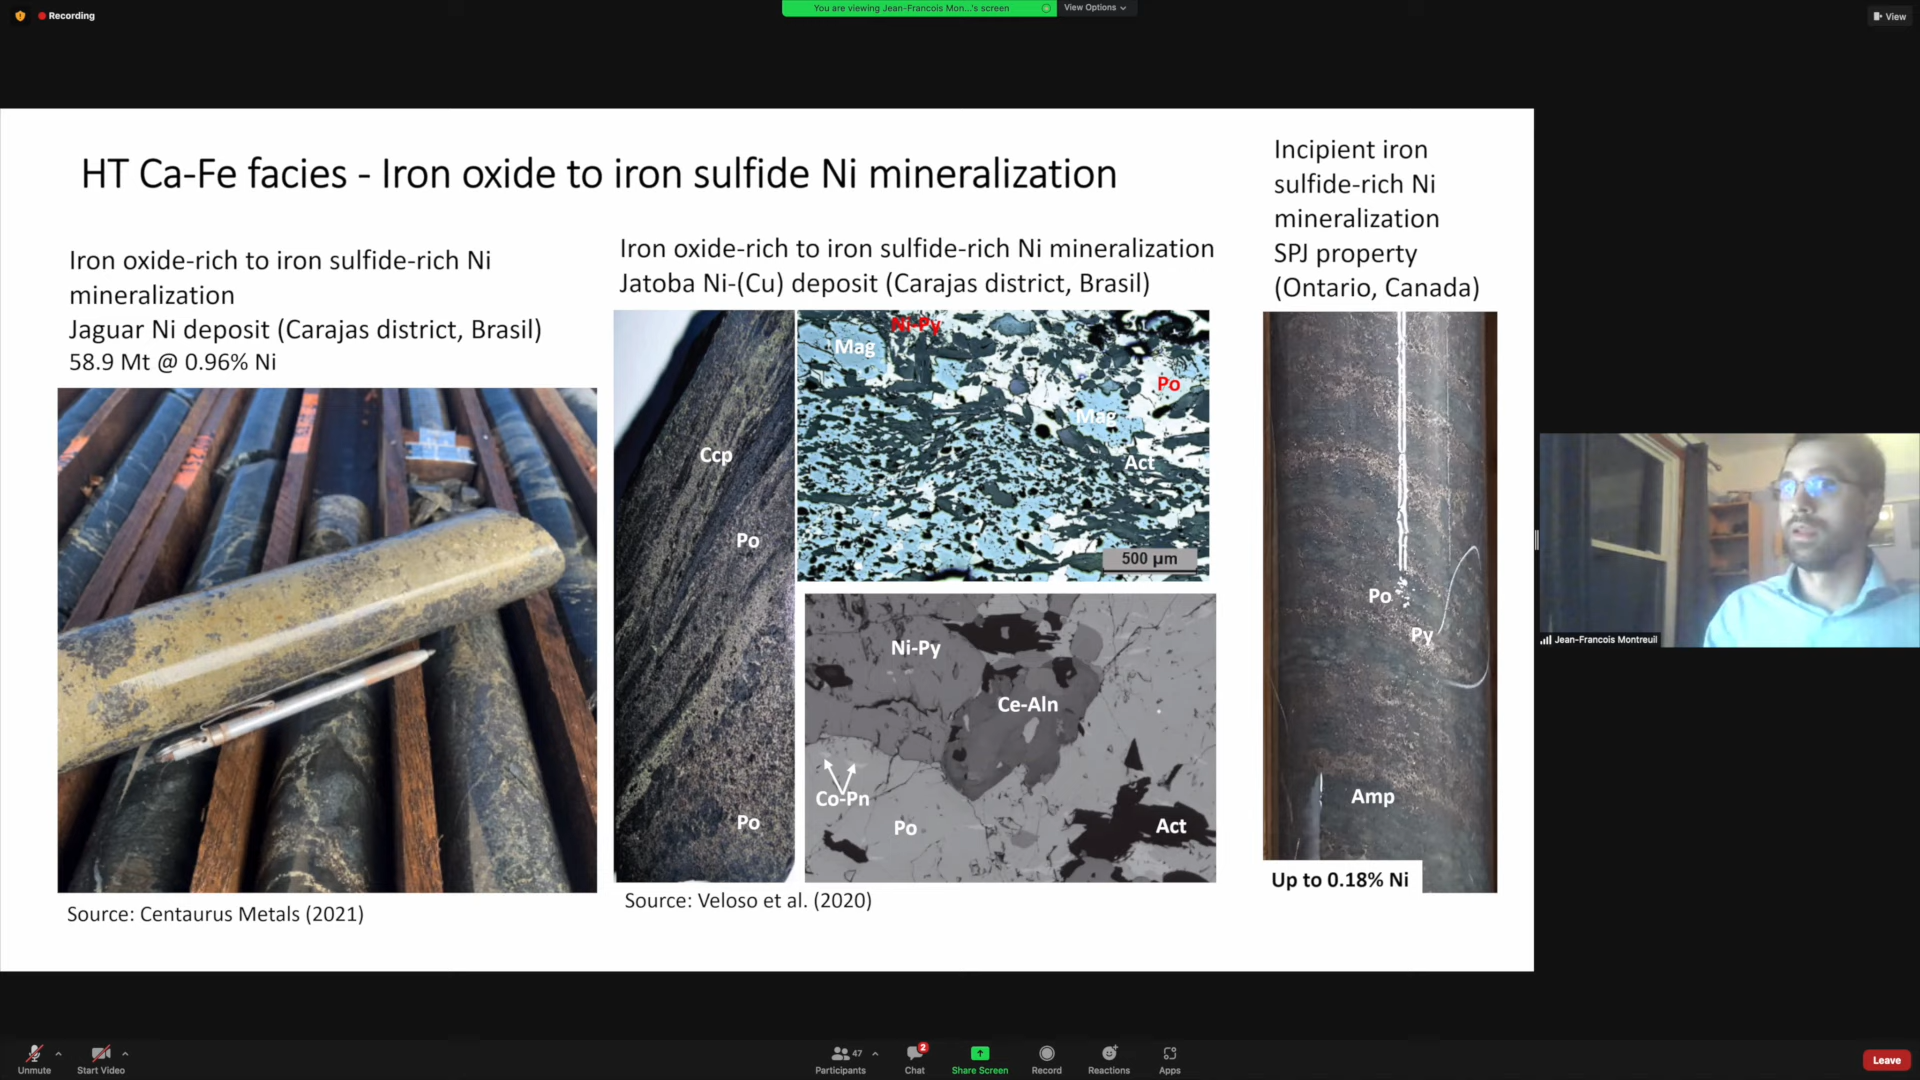 Recording
You are viewing Jean-Francois Mon...'s screen
View Options
View
HT Ca-Fe facies - Iron oxide to iron sulfide Ni mineralization
Iron oxide-rich to iron sulfide-rich Ni
mineralization
Jaguar Ni deposit (Carajas district, Brasil)
58.9 Mt @ 0.96% Ni
Source: Centaurus Metals (2021)
Iron oxide-rich to iron sulfide-rich Ni mineralization
Jatoba Ni-(Cu) deposit (Carajas district, Brasil)
Ccp
Po
Po
Ni-Py
Mag
Po
Mag
Act
500 µm
Ni-Py
Ce-Aln
Co-Pn
Po
Act
Source: Veloso et al. (2020)
Incipient iron
sulfide-rich Ni
mineralization
SPJ property
(Ontario, Canada)
Po
Py
Amp
Up to 0.18% Ni
Jean-Francois Montreuil
Unmute
Start Video
47
Participants
2
Chat
Share Screen
Record
Reactions
Apps
Leave